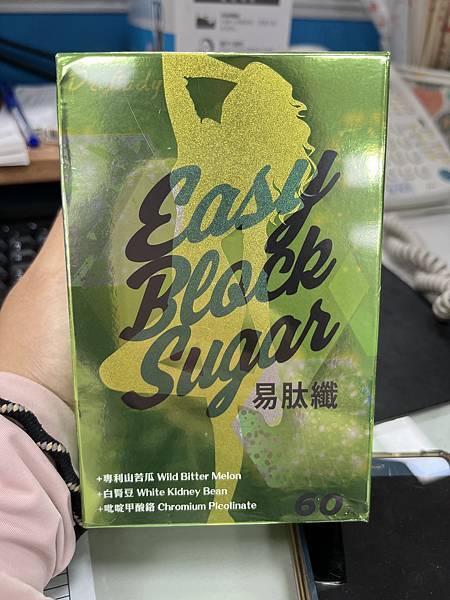 Easy
Block
Sugar
易肽纖
+專利山苦瓜 Wild Bitter Melon
+白腎豆 White Kidney Bean
+吡啶甲酸鉻 Chromium Picolinate
60